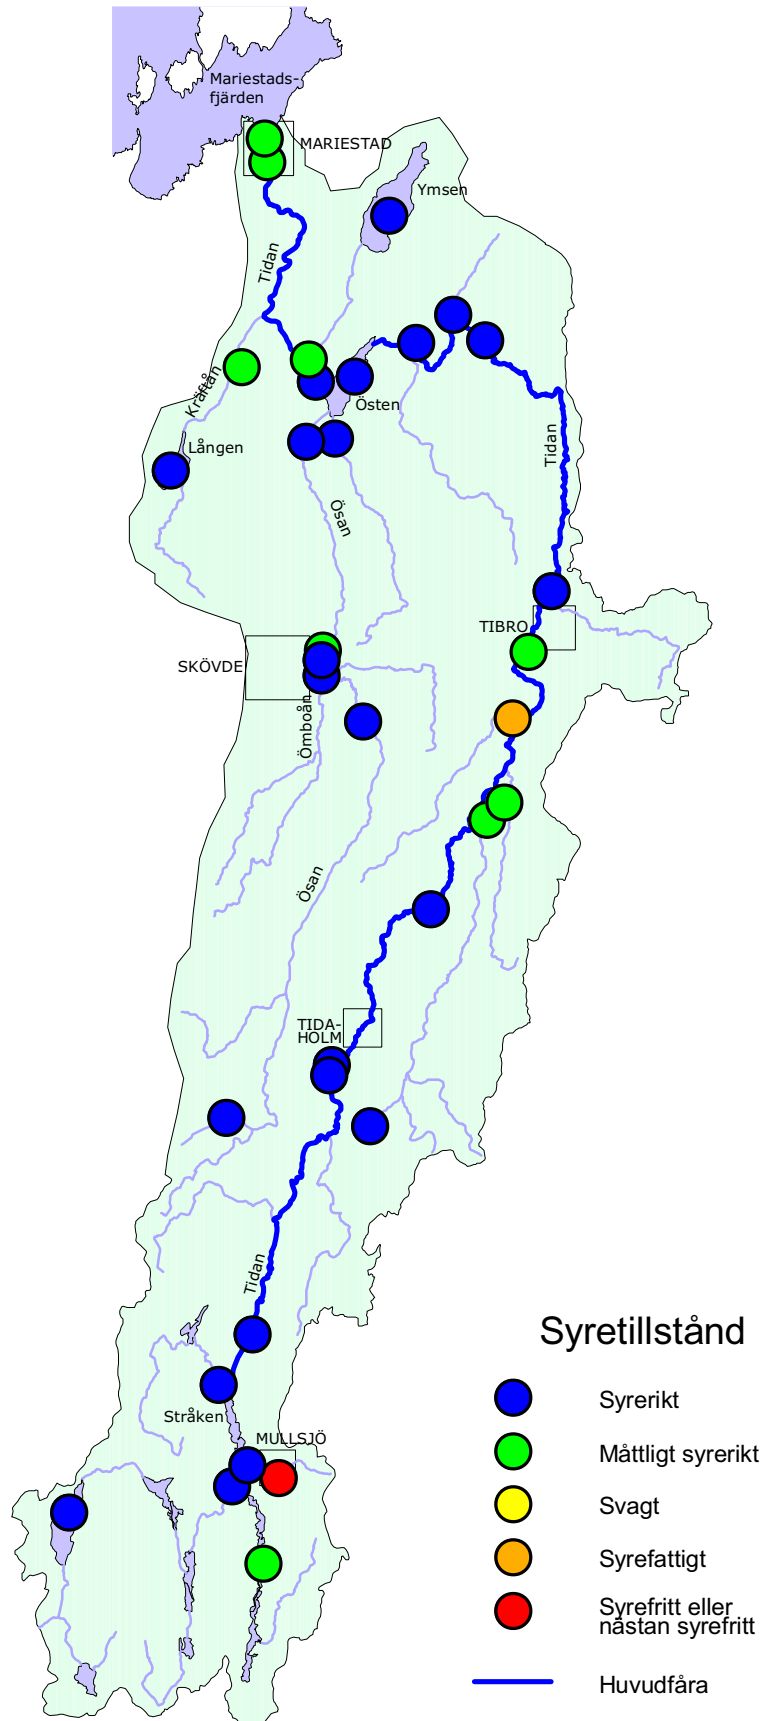 Mariestads-
fjärden
MARIESTAD
Ymsen
Tidan
Kräftån
Östen
Lången
Tidan
Ösan
TIBRO
SKÖVDE
Ömboån
Ösan
TIDA-
HOLM
Tidan
Stråken
MULLSJÖ
Syretillstånd
Syrerikt
Måttligt syrerikt
Svagt
Syrefattigt
Syrefritt eller
nästan syrefritt
Huvudfåra